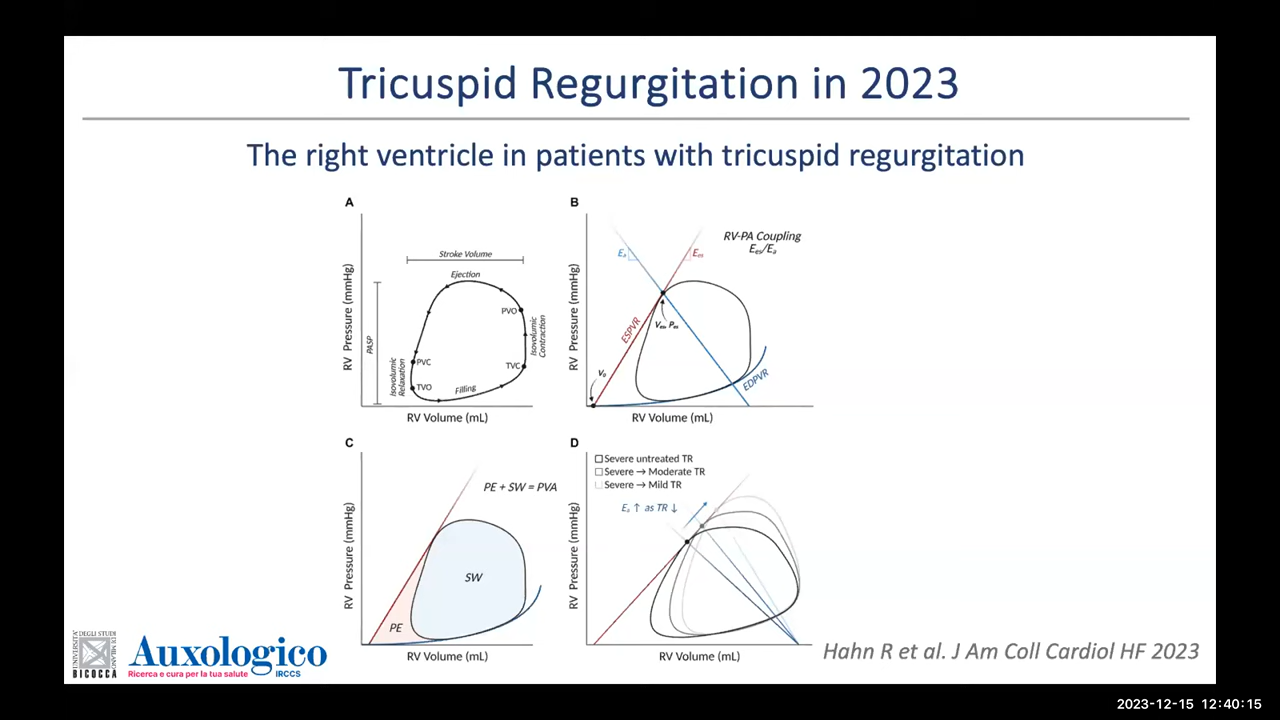 Tricuspid Regurgitation in 2023
The right ventricle in patients with tricuspid regurgitation
A
RV Pressure (mmHg)
RV Volume (mL)
Stroke Volume
Ejection
PASP
PVO
Isovolumic
Contraction
PVC
TVC
Isovolumic
Relaxation
TVO
Filling
B
RV Pressure (mmHg)
RV Volume (mL)
RV-PA Coupling
Ees/Ea
Ea
Ees
ESPVR
Ves, Pes
V0
EDPVR
C
RV Pressure (mmHg)
RV Volume (mL)
PE + SW = PVA
SW
PE
D
RV Pressure (mmHg)
RV Volume (mL)
Severe untreated TR
Severe → Moderate TR
Severe → Mild TR
Ea ↑ as TR ↓
UNIVERSITA'
DEGLI STUDI
DI MILANO
BICOCCA
Auxologico
Ricerca e cura per la tua salute IRCCS
Hahn R et al. J Am Coll Cardiol HF 2023
2023-12-15 12:40:15